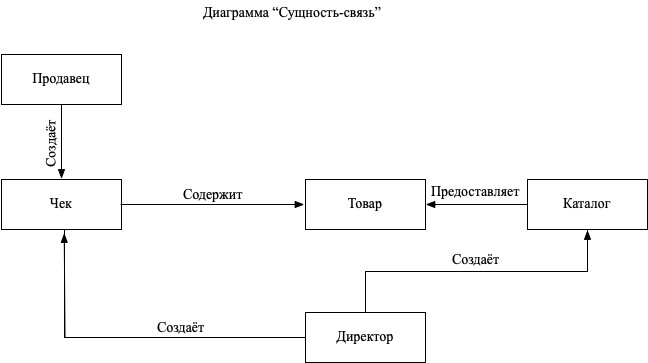 Диаграмма “Сущность-связь”
Продавец
Создаёт
Чек
Содержит
Товар
Предоставляет
Каталог
Создаёт
Создаёт
Директор